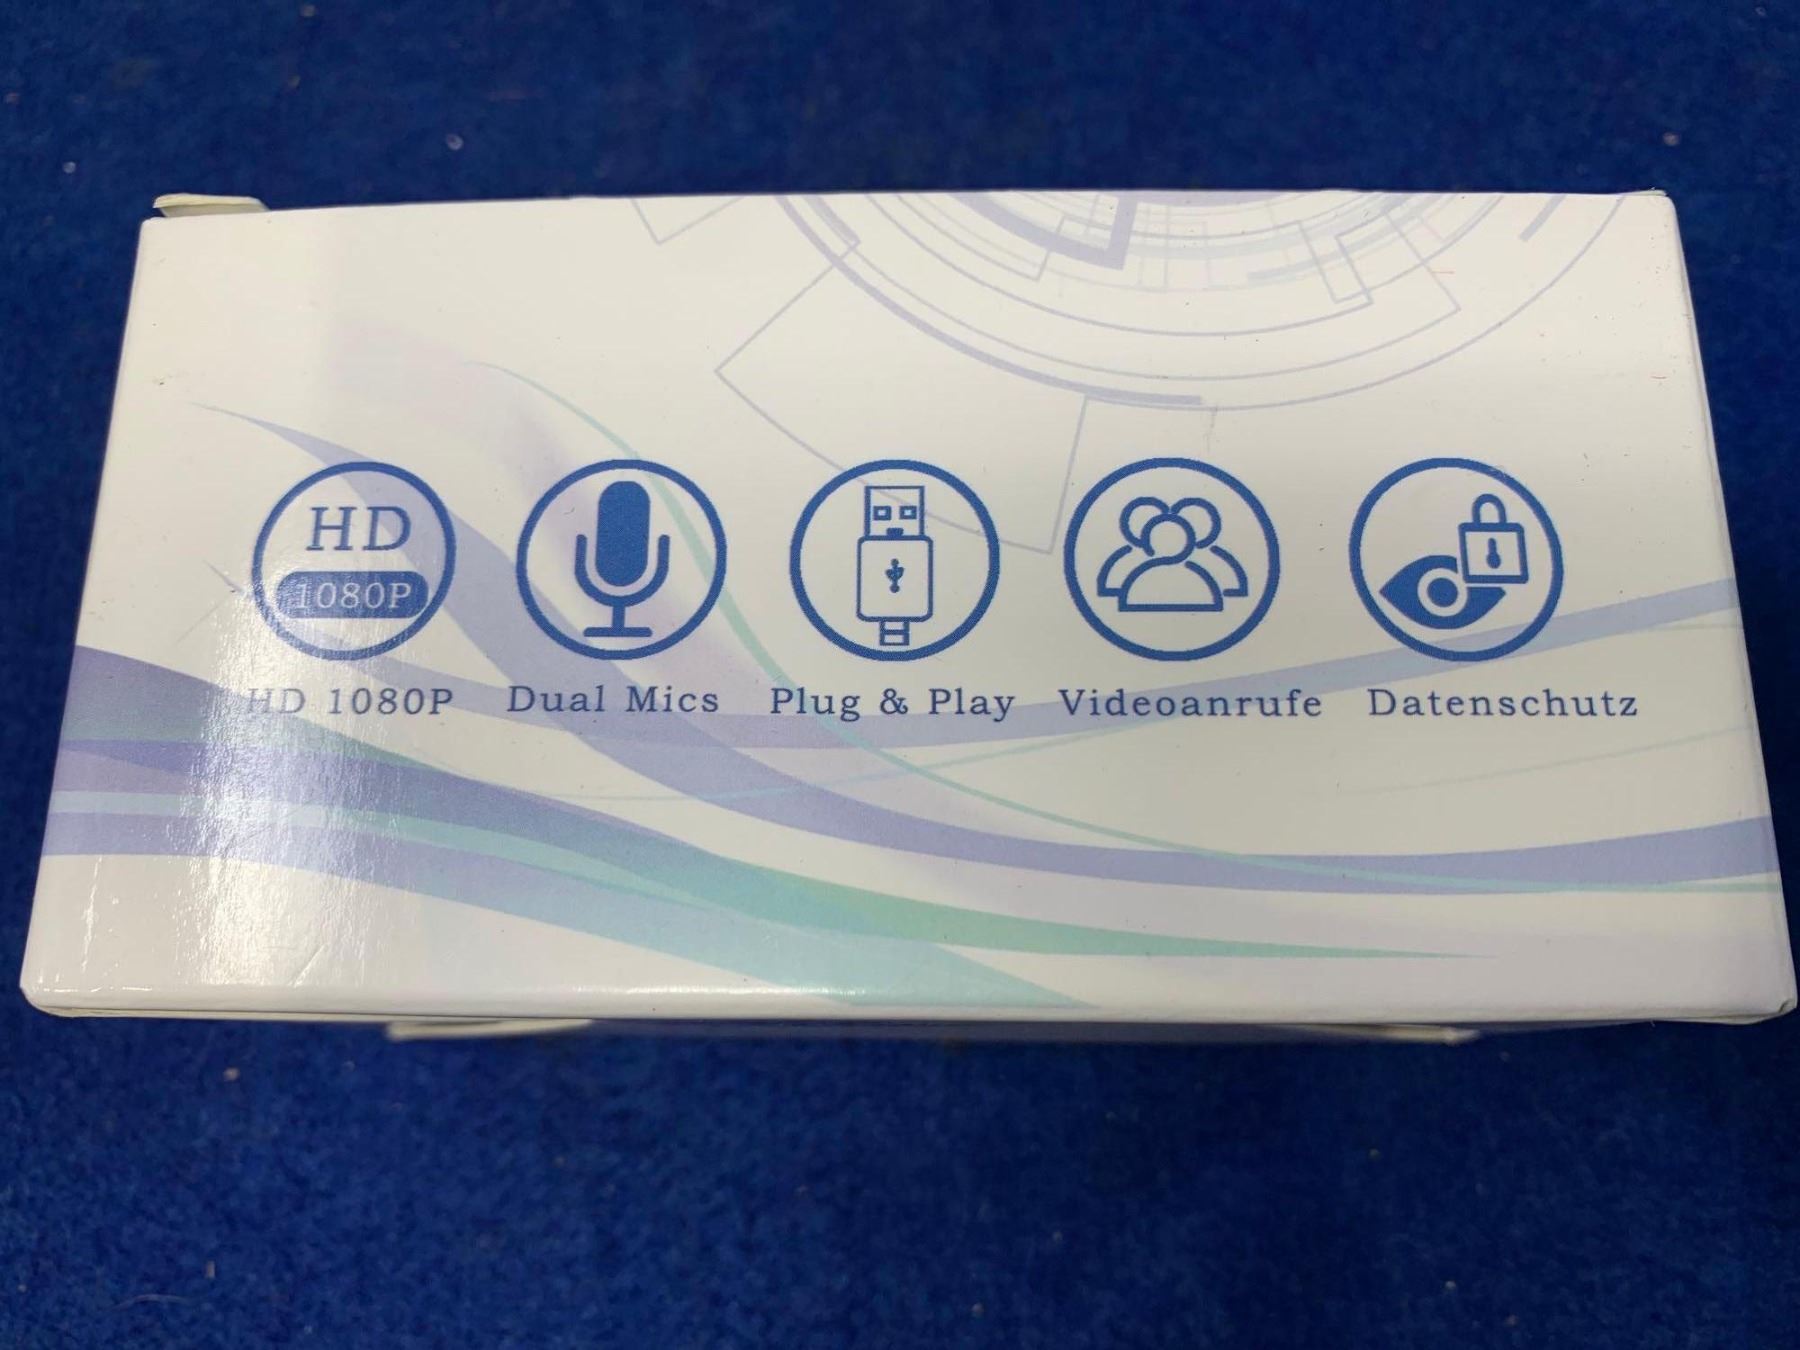 HD
1080P
HD 1080P Dual Mics Plug & Play Videoanrufe Datenschutz